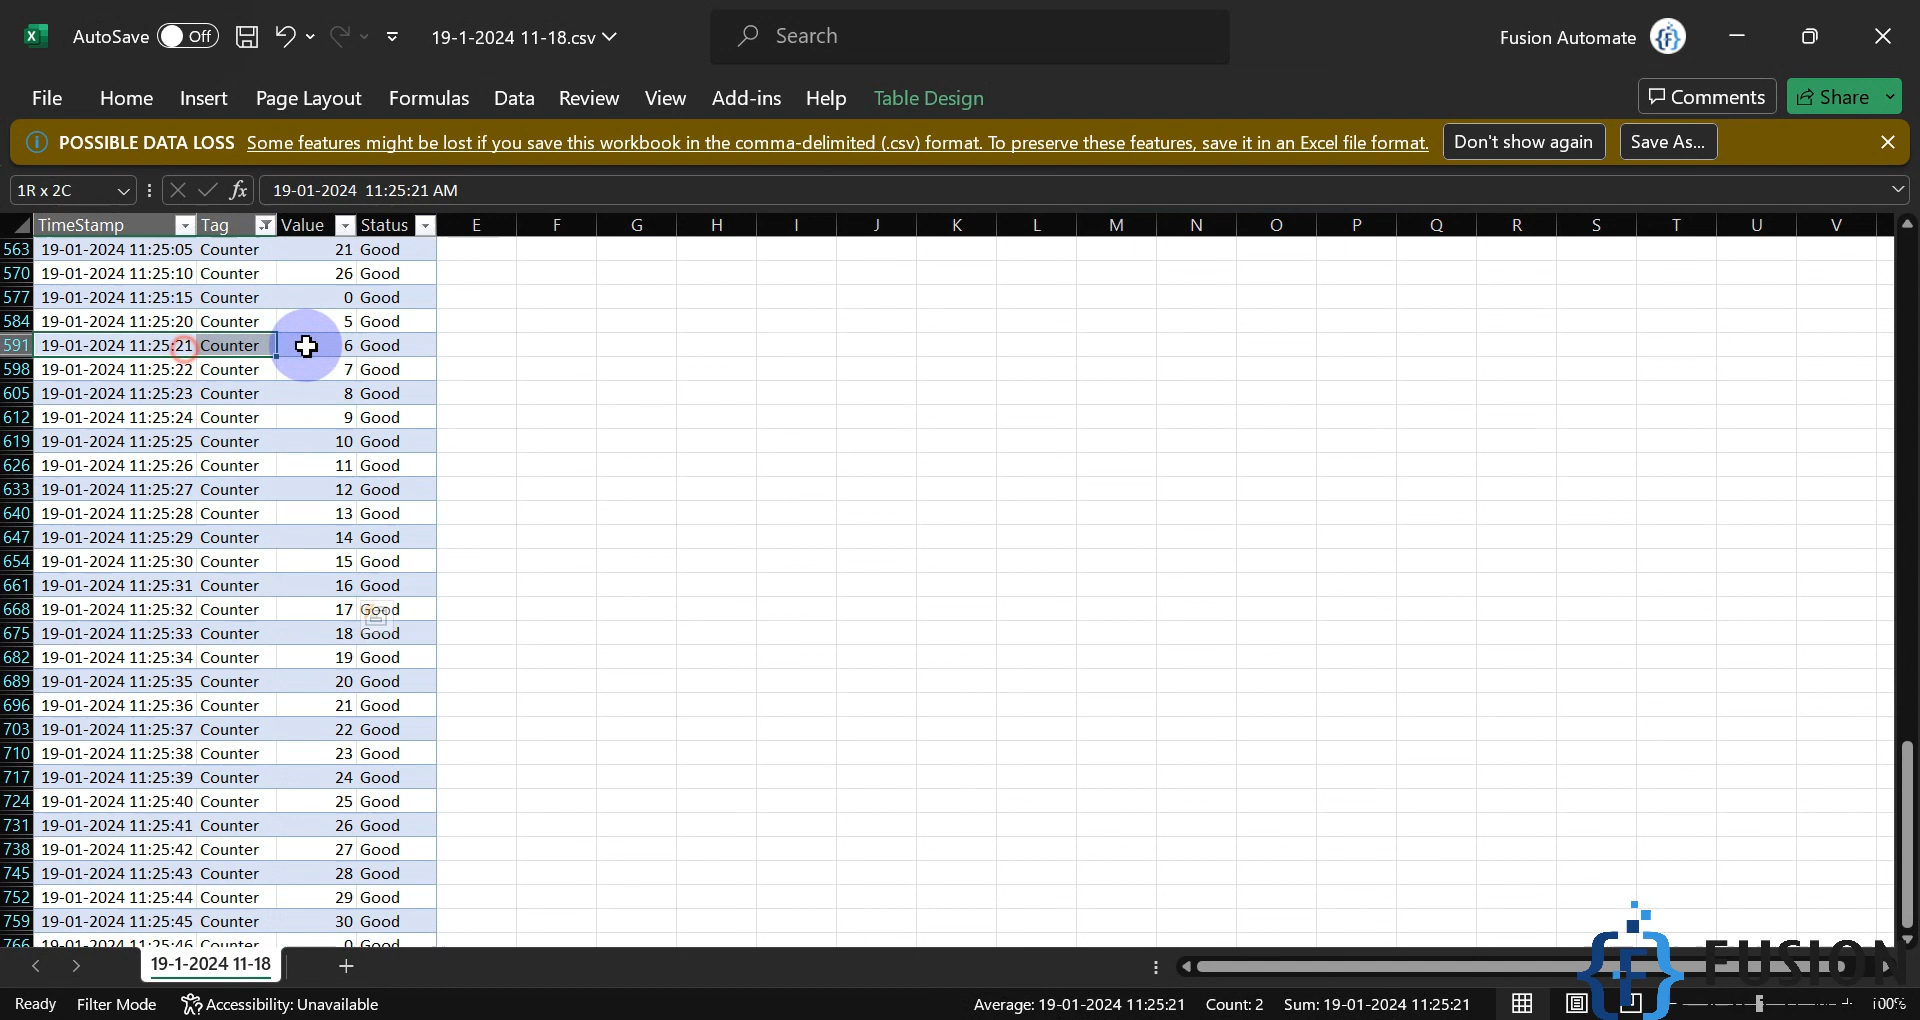 AutoSave Off 19-1-2024 11-18.csv Search Fusion Automate
File Home Insert Page Layout Formulas Data Review View Add-ins Help Table Design Comments Share
POSSIBLE DATA LOSS Some features might be lost if you save this workbook in the comma-delimited (.csv) format. To preserve these features, save it in an Excel file format. Don't show again Save As...
1R x 2C fx 19-01-2024 11:25:21 AM
TimeStamp Tag Value Status E F G H I J K L M N O P Q R S T U V
563 19-01-2024 11:25:05 Counter 21 Good
570 19-01-2024 11:25:10 Counter 26 Good
577 19-01-2024 11:25:15 Counter 0 Good
584 19-01-2024 11:25:20 Counter 5 Good
591 19-01-2024 11:25:21 Counter 6 Good
598 19-01-2024 11:25:22 Counter 7 Good
605 19-01-2024 11:25:23 Counter 8 Good
612 19-01-2024 11:25:24 Counter 9 Good
619 19-01-2024 11:25:25 Counter 10 Good
626 19-01-2024 11:25:26 Counter 11 Good
633 19-01-2024 11:25:27 Counter 12 Good
640 19-01-2024 11:25:28 Counter 13 Good
647 19-01-2024 11:25:29 Counter 14 Good
654 19-01-2024 11:25:30 Counter 15 Good
661 19-01-2024 11:25:31 Counter 16 Good
668 19-01-2024 11:25:32 Counter 17 Good
675 19-01-2024 11:25:33 Counter 18 Good
682 19-01-2024 11:25:34 Counter 19 Good
689 19-01-2024 11:25:35 Counter 20 Good
696 19-01-2024 11:25:36 Counter 21 Good
703 19-01-2024 11:25:37 Counter 22 Good
710 19-01-2024 11:25:38 Counter 23 Good
717 19-01-2024 11:25:39 Counter 24 Good
724 19-01-2024 11:25:40 Counter 25 Good
731 19-01-2024 11:25:41 Counter 26 Good
738 19-01-2024 11:25:42 Counter 27 Good
745 19-01-2024 11:25:43 Counter 28 Good
752 19-01-2024 11:25:44 Counter 29 Good
759 19-01-2024 11:25:45 Counter 30 Good
766 19-01-2024 11:25:46 Counter 0 Good
19-1-2024 11-18
FUSION
Ready Filter Mode Accessibility: Unavailable Average: 19-01-2024 11:25:21 Count: 2 Sum: 19-01-2024 11:25:21 100%